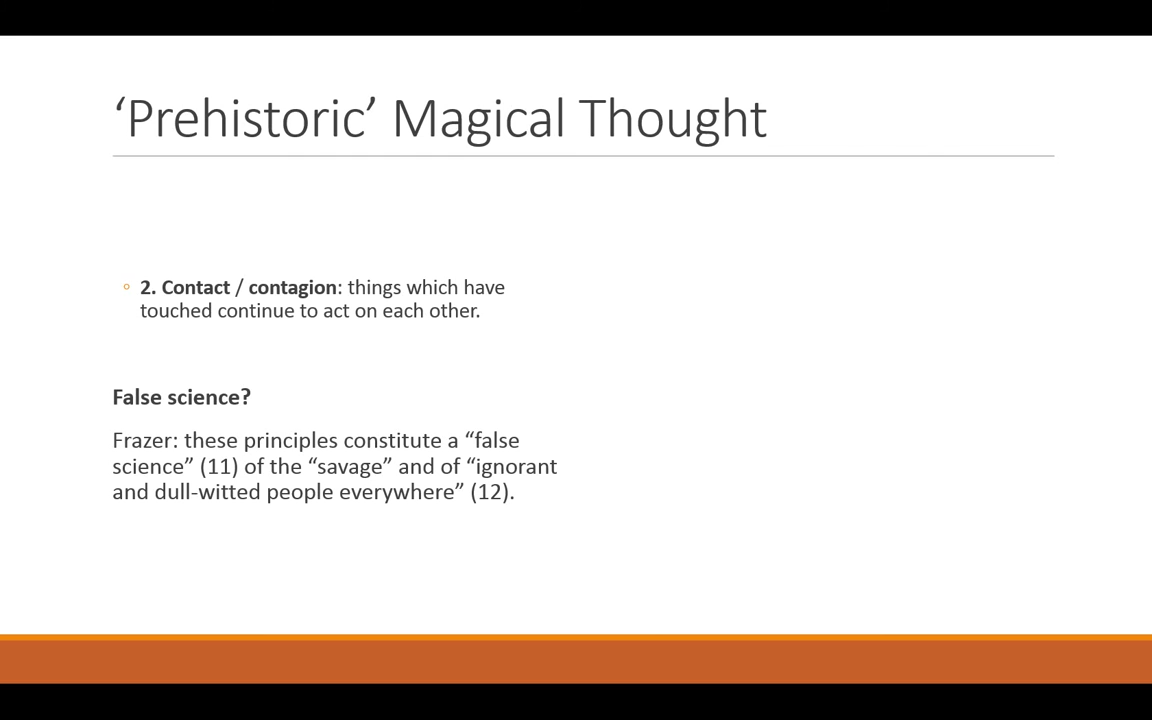 ‘Prehistoric’ Magical Thought
◦ 2. Contact / contagion: things which have
touched continue to act on each other.
False science?
Frazer: these principles constitute a “false
science” (11) of the “savage” and of “ignorant
and dull-witted people everywhere” (12).